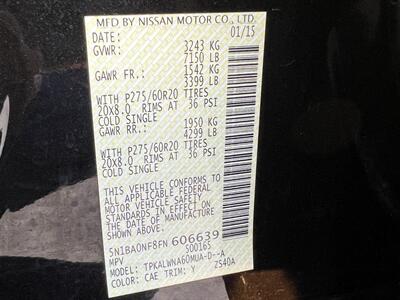 MFD BY NISSAN MOTOR CO., LTD.
DATE: 01/15
GVWR: 3243 KG
7150 LB
GAWR FR.: 1542 KG
3399 LB
WITH P275/60R20 TIRES
20X8.0 RIMS AT 36 PSI
COLD SINGLE
GAWR RR.: 1950 KG
4299 LB
WITH P275/60R20 TIRES
20X8.0 RIMS AT 36 PSI
COLD SINGLE
THIS VEHICLE CONFORMS TO
ALL APPLICABLE FEDERAL
MOTOR VEHICLE SAFETY STANDARDS
IN EFFECT ON THE DATE OF
MANUFACTURE SHOWN ABOVE.
5N1BA0NF8FN 606639
MPV S00165
MODEL: TPKALWNA60MUA-D--A
COLOR: CAE TRIM: Y ZS40A